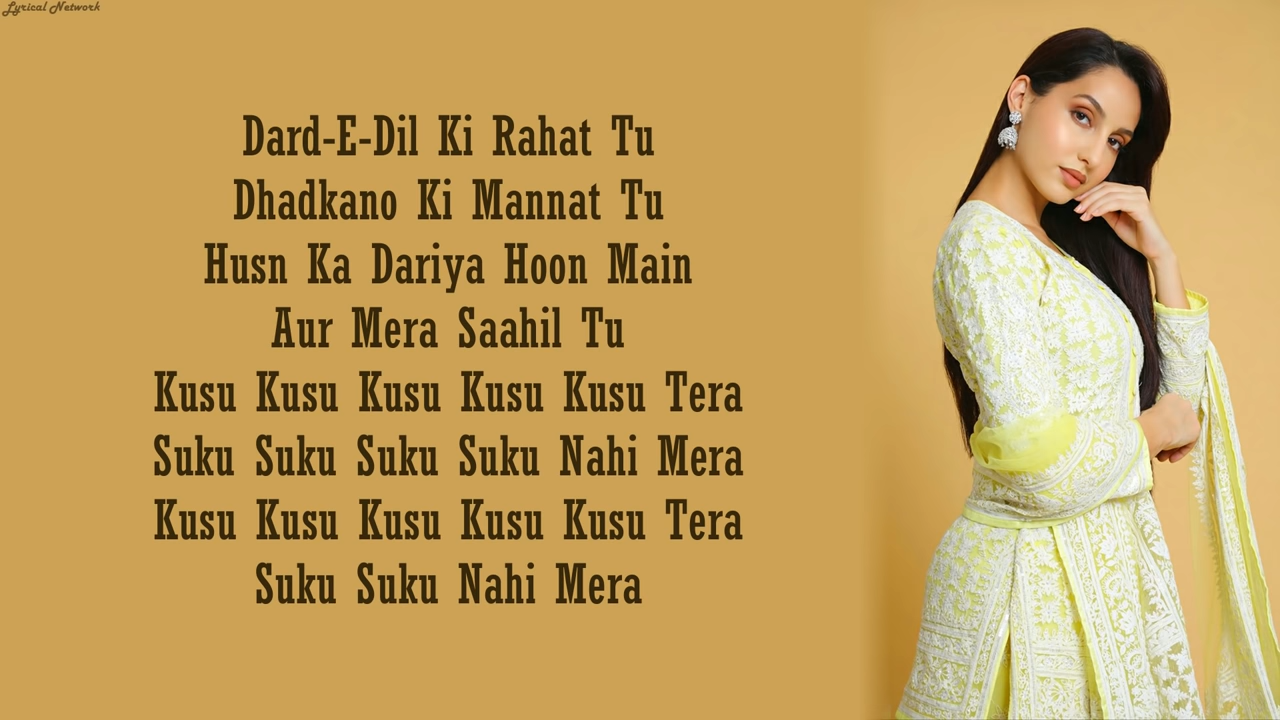 Lyrical Network
Dard-E-Dil Ki Rahat Tu
Dhadkano Ki Mannat Tu
Husn Ka Dariya Hoon Main
Aur Mera Saahil Tu
Kusu Kusu Kusu Kusu Kusu Tera
Suku Suku Suku Suku Nahi Mera
Kusu Kusu Kusu Kusu Kusu Tera
Suku Suku Nahi Mera